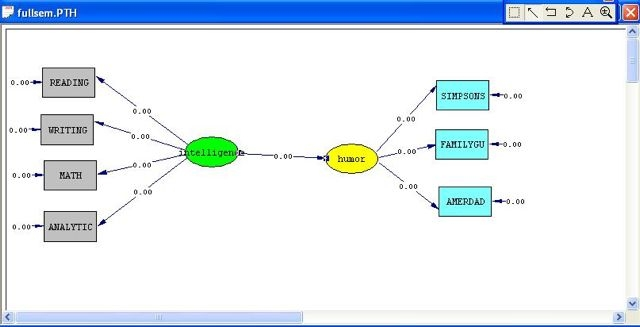 fullsem.PTH
A
0.00 READING
0.00 WRITING
0.00 MATH
0.00 ANALYTIC
0.00
0.00
0.00
0.00
intelligen
0.00
humor
0.00
0.00
0.00
SIMPSONS 0.00
FAMILYGU 0.00
AMERDAD 0.00